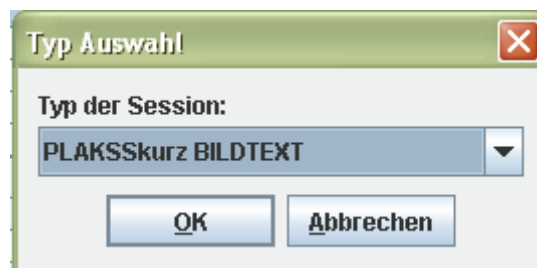 Typ Auswahl
Typ der Session:
PLAKSSkurz BILDTEXT
OK Abbrechen